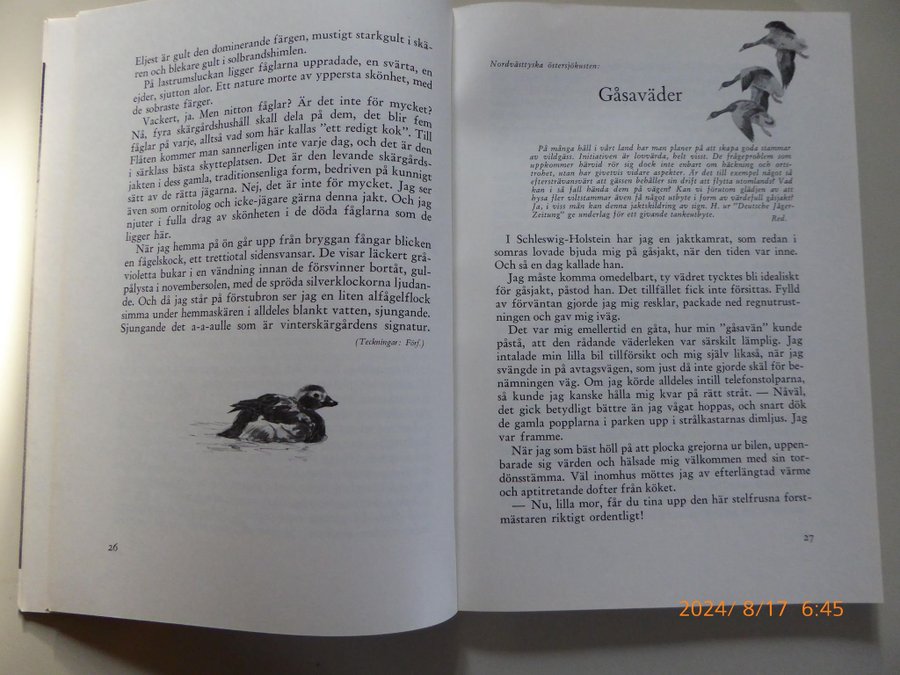 Eljest är gult den dominerande färgen, mustigt starkgult i skä-
ren och blekare gult i solbrandshimlen.
På lastrumsluckan ligger fåglarna uppradade, en svärta, en
ejder, sjutton alor. Ett nature morte av yppersta skönhet, med
de sobraste färger.
Vackert, ja. Men nitton fåglar? Är det inte för mycket?
Nå, fyra skärgårdshushåll skall dela på dem, det blir fem
fåglar på varje, alltså vad som här kallas "ett redigt kok". Till
Flåten kommer man sannerligen inte varje dag, och det är den
i särklass bästa skytteplatsen. Det är den levande skärgårds-
jakten i dess gamla, traditionsenliga form, bedriven på kunnigt
sätt av de rätta jägarna. Nej, det är inte för mycket. Jag ser
även som ornitolog och icke-jägare gärna denna jakt. Och jag
njuter i fulla drag av skönheten i de döda fåglarna som de
ligger här.
När jag hemma på ön går upp från bryggan fångar blicken
en fågelskock, ett trettiotal sidensvansar. De visar läckert grå-
violetta bukar i en vändning innan de försvinner bortåt, gul-
pålysta i novembersolen, med de spröda silverklockorna ljudan-
de. Och då jag står på förstubron ser jag en liten alfågelflock
simma under hemmaskären i alldeles blankt vatten, sjungande.
Sjungande det a-a-aulle som är vinterskärgårdens signatur.
(Teckningar: Förf.)
26
Nordvästtyska östersjökusten:
Gåsaväder
På många håll i vårt land har man planer på att skapa goda stammar
av vildgäss. Initiativen är lovvärda, helt visst. De frågeproblem som
uppkommer härvid rör sig dock inte enbart om häckning och orts-
trohet, utan har givetvis vidare aspekter. Är det till exempel något så
eftersträvansvärt att gässen behåller sin drift att flytta utomlands? Vad
kan i så fall hända dem på vägen? Kan vi förutom glädjen av att
hysa fler viltstammar även få något utbyte i form av värdefull gåsjakt?
Ja, i viss mån kan denna jaktskildring av sign. H. ur "Deutsche Jäger-
Zeitung" ge underlag för ett givande tankeutbyte.
Red.
I Schleswig-Holstein har jag en jaktkamrat, som redan i
somras lovade bjuda mig på gåsjakt, när den tiden var inne.
Och så en dag kallade han.
Jag måste komma omedelbart, ty vädret tycktes bli idealiskt
för gåsjakt, påstod han. Det tillfället fick inte försittas. Fylld
av förväntan gjorde jag mig resklar, packade ned regnutrust-
ningen och gav mig iväg.
Det var mig emellertid en gåta, hur min "gåsavän" kunde
påstå, att den rådande väderleken var särskilt lämplig. Jag
intalade min lilla bil tillförsikt och mig själv likaså, när jag
svängde in på avtagsvägen, som just då inte gjorde skäl för be-
nämningen väg. Om jag körde alldeles intill telefonstolparna,
så kunde jag kanske hålla mig kvar på rätt stråt. — Nåväl,
det gick betydligt bättre än jag vågat hoppas, och snart dök
de gamla popplarna i parken upp i strålkastarnas dimljus. Jag
var framme.
När jag som bäst höll på att plocka grejorna ur bilen, uppen-
barade sig värden och hälsade mig välkommen med sin tor-
dönsstämma. Väl inomhus möttes jag av efterlängtad värme
och aptitretande dofter från köket.
— Nu, lilla mor, får du tina upp den här stelfrusna forst-
mästaren riktigt ordentligt!
27
2024/ 8/17 6:45